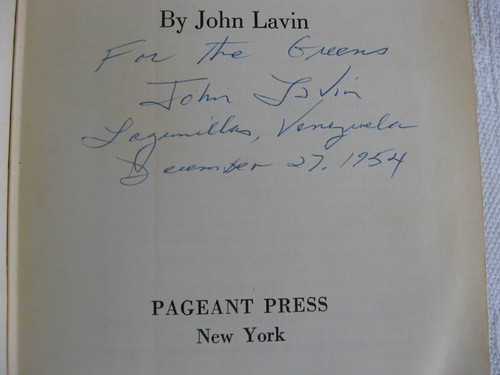 By John Lavin
For the Greens
John Lavin
Lagunillas, Venezuela
December 27, 1954
PAGEANT PRESS
New York